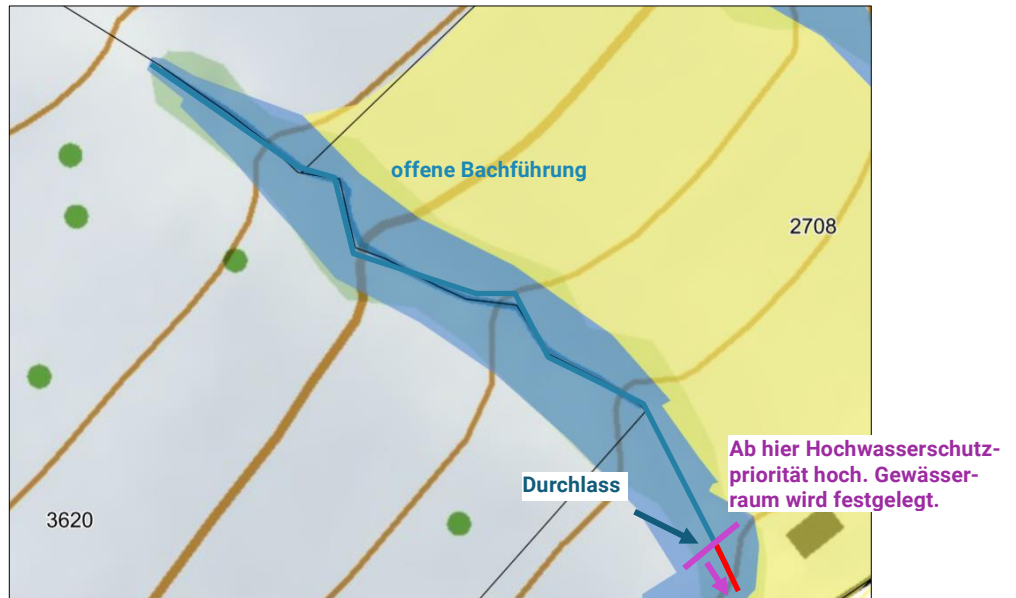 offene Bachführung
2708
Ab hier Hochwasserschutz-
priorität hoch. Gewässer-
raum wird festgelegt.
Durchlass
3620